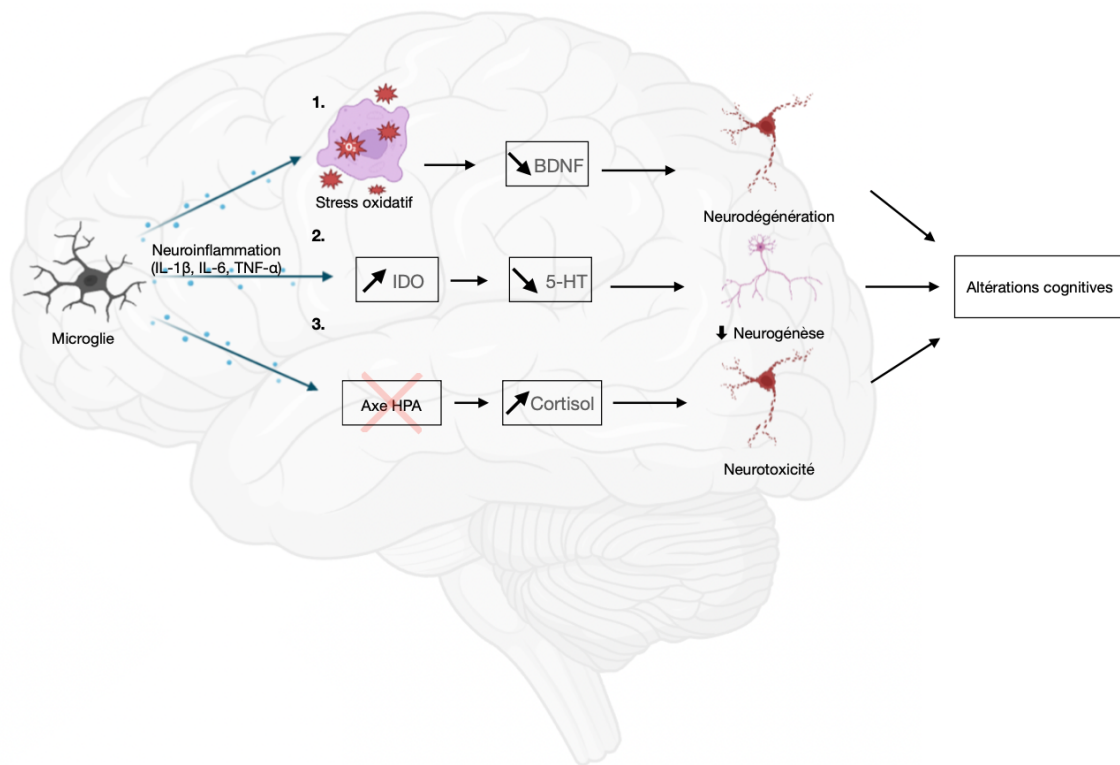 1.
O₂
Stress oxidatif
BDNF
Neurodégénération
2.
Neuroinflammation
(IL-1β, IL-6, TNF-α)
Microglie
IDO
5-HT
Neurogénèse
Altérations cognitives
3.
Axe HPA
Cortisol
Neurotoxicité